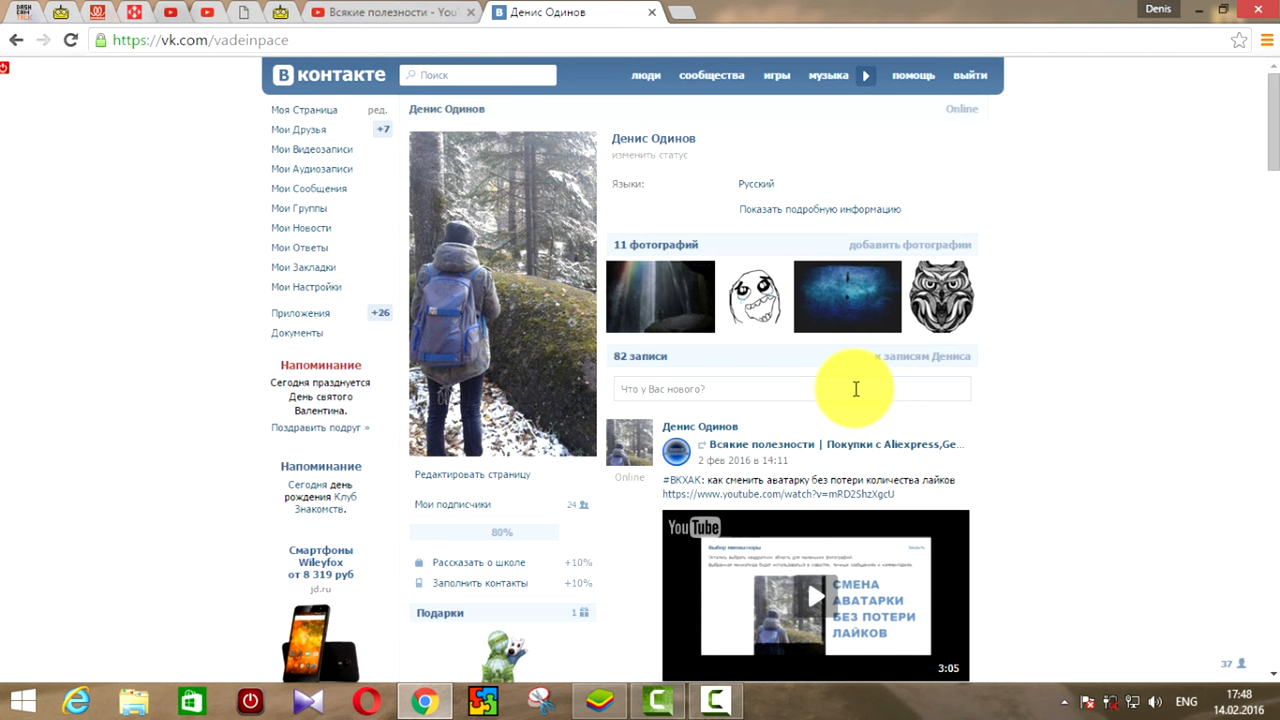 DASH CAM
Всякие полезности - You
Денис Одинов
Denis
https://vk.com/vadeinpace
В контакте
Поиск
люди сообщества игры музыка помощь выйти
Моя Страница ред.
Мои Друзья +7
Мои Видеозаписи
Мои Аудиозаписи
Мои Сообщения
Мои Группы
Мои Новости
Мои Ответы
Мои Закладки
Мои Настройки
Приложения +26
Документы
Напоминание
Сегодня празднуется
День святого
Валентина.
Поздравить подруг »
Напоминание
Сегодня день
рождения Клуб
Знакомств.
Смартфоны
Wileyfox
от 8 319 руб
jd.ru
Денис Одинов Online
Редактировать страницу
Мои подписчики 24
80%
Рассказать о школе +10%
Заполнить контакты +10%
Подарки 1
Денис Одинов
изменить статус
Языки: Русский
Показать подробную информацию
11 фотографий добавить фотографии
82 записи к записям Дениса
Что у Вас нового?
Денис Одинов
Всякие полезности | Покупки с Aliexpress,Ge...
2 фев 2016 в 14:11
Online
#ВКХАК: как сменить аватарку без потери количества лайков
https://www.youtube.com/watch?v=mRD2ShzXgcU
YouTube
Выбор миниатюры
СМЕНА
АВАТАРКИ
БЕЗ ПОТЕРИ
ЛАЙКОВ
3:05
37
ENG
17:48
14.02.2016